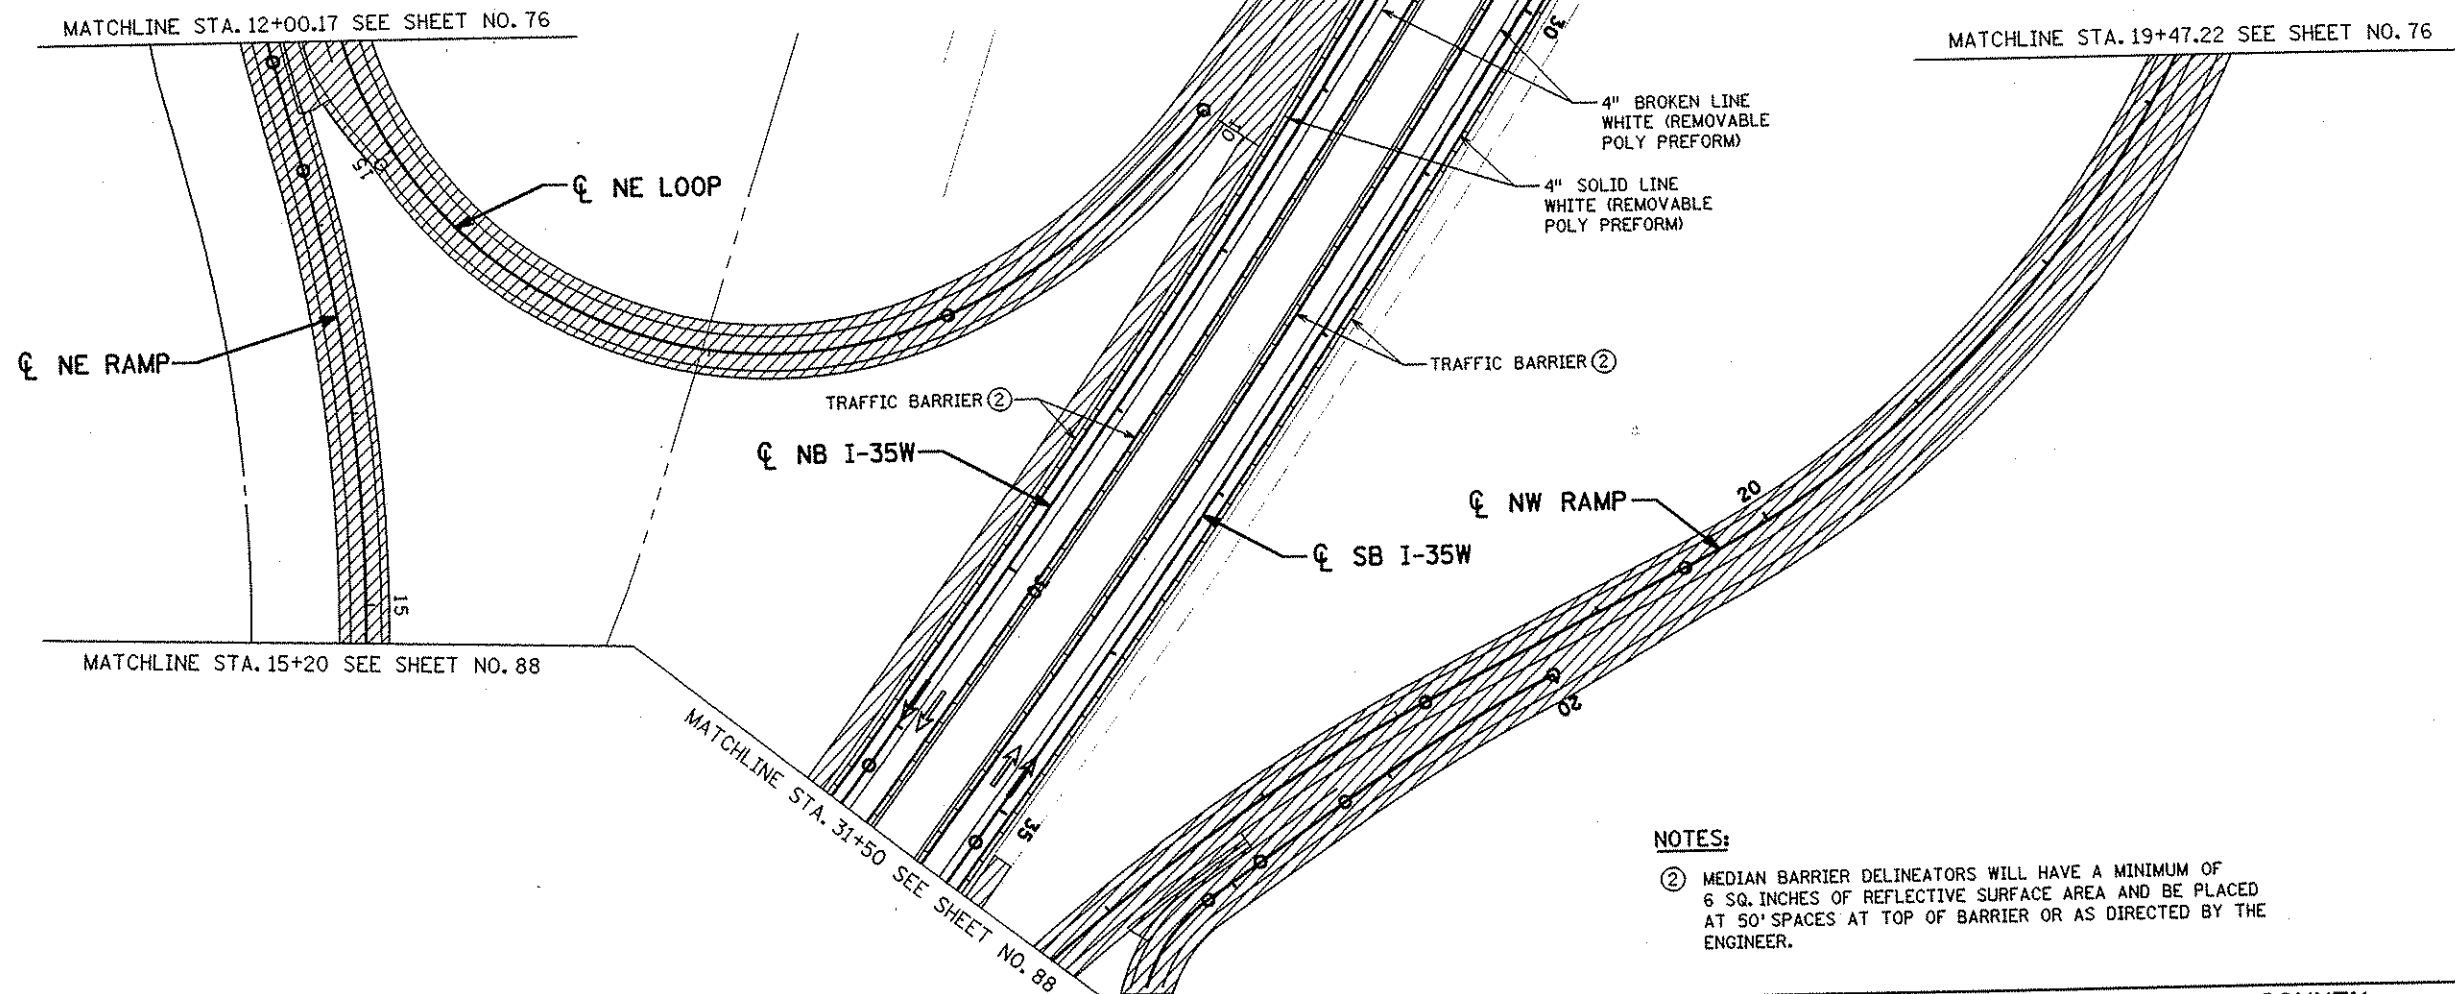 MATCHLINE STA. 12+00.17 SEE SHEET NO. 76
MATCHLINE STA. 19+47.22 SEE SHEET NO. 76
30
4" BROKEN LINE
WHITE (REMOVABLE
POLY PREFORM)
10
15
℄ NE LOOP
4" SOLID LINE
WHITE (REMOVABLE
POLY PREFORM)
℄ NE RAMP
TRAFFIC BARRIER ②
TRAFFIC BARRIER ②
℄ NB I-35W
℄ NW RAMP
20
℄ SB I-35W
15
MATCHLINE STA. 15+20 SEE SHEET NO. 88
20
MATCHLINE STA. 31+50 SEE SHEET NO. 88
35
NOTES:
② MEDIAN BARRIER DELINEATORS WILL HAVE A MINIMUM OF
6 SQ. INCHES OF REFLECTIVE SURFACE AREA AND BE PLACED
AT 50' SPACES AT TOP OF BARRIER OR AS DIRECTED BY THE
ENGINEER.